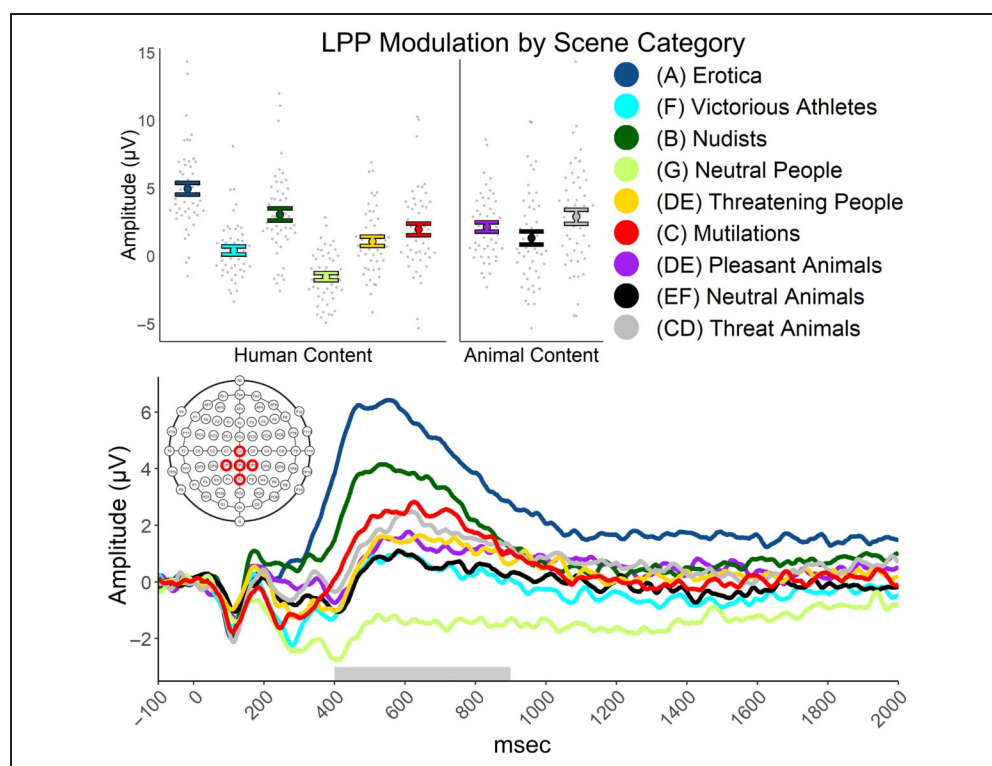 LPP Modulation by Scene Category
15
10
5
0
−5
Amplitude (µV)
Human Content
Animal Content
(A) Erotica
(F) Victorious Athletes
(B) Nudists
(G) Neutral People
(DE) Threatening People
(C) Mutilations
(DE) Pleasant Animals
(EF) Neutral Animals
(CD) Threat Animals
6
4
2
0
−2
Amplitude (µV)
−100
0
200
400
600
800
1000
1200
1400
1600
1800
2000
msec